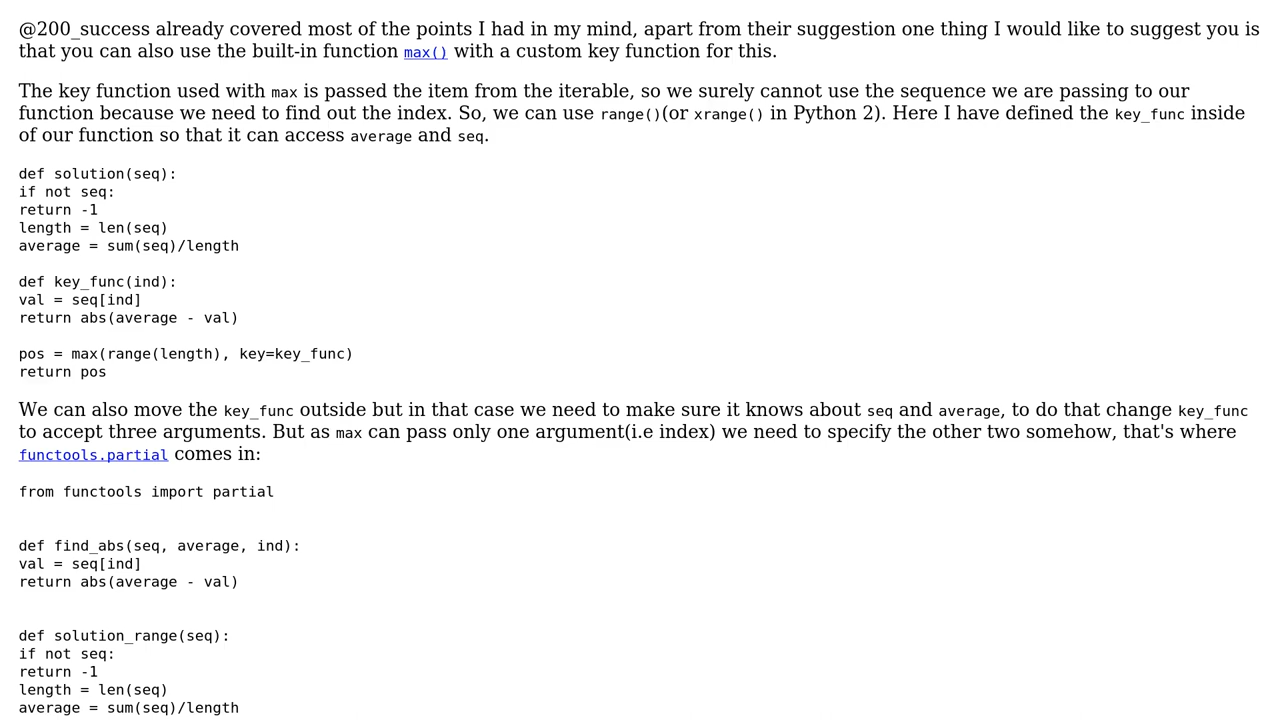 @200_success already covered most of the points I had in my mind, apart from their suggestion one thing I would like to suggest you is
that you can also use the built-in function max() with a custom key function for this.
The key function used with max is passed the item from the iterable, so we surely cannot use the sequence we are passing to our
function because we need to find out the index. So, we can use range()(or xrange() in Python 2). Here I have defined the key_func inside
of our function so that it can access average and seq.
def solution(seq):
if not seq:
return -1
length = len(seq)
average = sum(seq)/length
def key_func(ind):
val = seq[ind]
return abs(average - val)
pos = max(range(length), key=key_func)
return pos
We can also move the key_func outside but in that case we need to make sure it knows about seq and average, to do that change key_func
to accept three arguments. But as max can pass only one argument(i.e index) we need to specify the other two somehow, that's where
functools.partial comes in:
from functools import partial
def find_abs(seq, average, ind):
val = seq[ind]
return abs(average - val)
def solution_range(seq):
if not seq:
return -1
length = len(seq)
average = sum(seq)/length